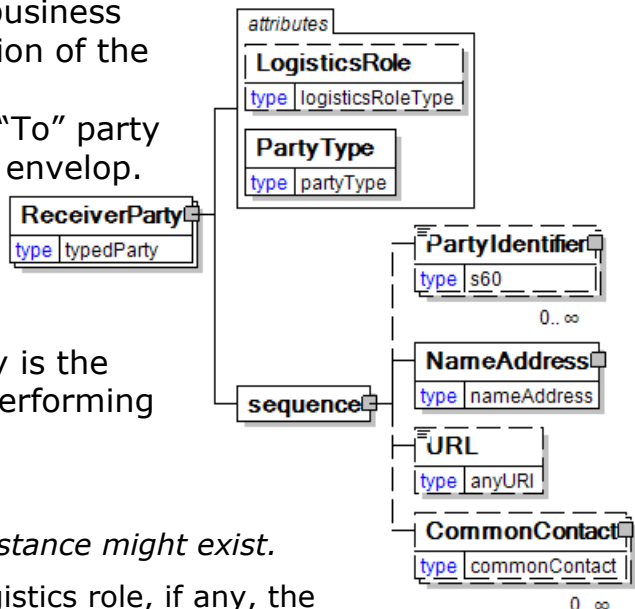 business
ion of the
"To" party
envelop.
y is the
erforming
stance might exist.
gistics role, if any, the
attributes
LogisticsRole
type logisticsRoleType
PartyType
type partyType
ReceiverParty
type typedParty
sequence
PartyIdentifier
type s60
0.. ∞
NameAddress
type nameAddress
URL
type anyURI
CommonContact
type commonContact
0.. ∞